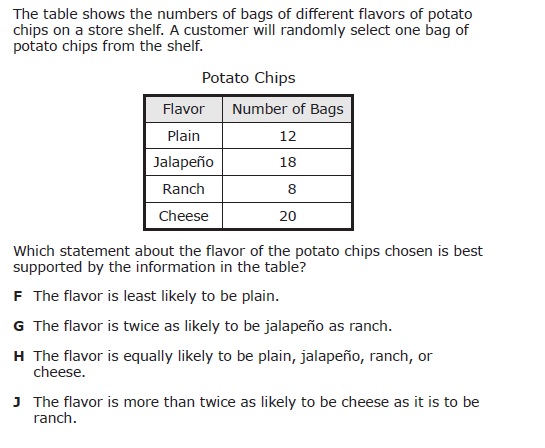 The table shows the numbers of bags of different flavors of potato
chips on a store shelf. A customer will randomly select one bag of
potato chips from the shelf.
Potato Chips
Flavor Number of Bags
Plain 12
Jalapeño 18
Ranch 8
Cheese 20
Which statement about the flavor of the potato chips chosen is best
supported by the information in the table?
F The flavor is least likely to be plain.
G The flavor is twice as likely to be jalapeño as ranch.
H The flavor is equally likely to be plain, jalapeño, ranch, or
cheese.
J The flavor is more than twice as likely to be cheese as it is to be
ranch.